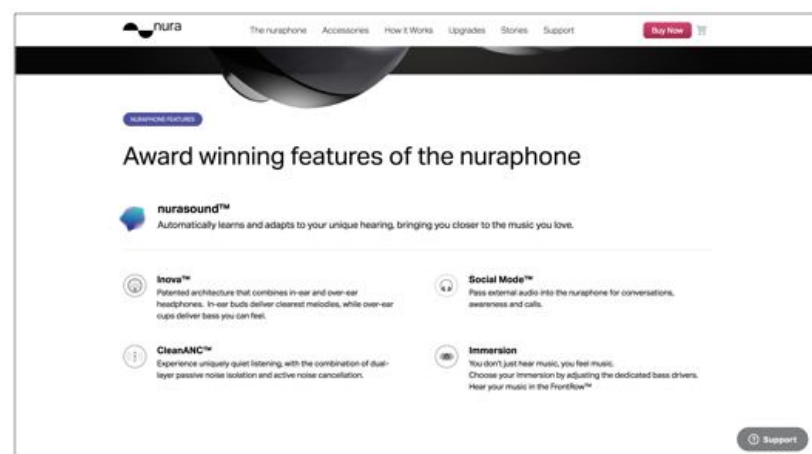 nura
The nuraphone Accessories How it Works Upgrades Stories Support Buy Now
NURAPHONE FEATURES
Award winning features of the nuraphone
nurasound™
Automatically learns and adapts to your unique hearing, bringing you closer to the music you love.
Inova™
Patented architecture that combines in-ear and over-ear
headphones. In-ear buds deliver clearest melodies, while over-ear
cups deliver bass you can feel.
Social Mode™
Pass external audio into the nuraphone for conversations,
awareness and calls.
CleanANC™
Experience uniquely quiet listening, with the combination of dual-
layer passive noise isolation and active noise cancellation.
Immersion
You don't just hear music, you feel music.
Choose your Immersion by adjusting the dedicated bass drivers.
Hear your music in the FrontRow™
Support